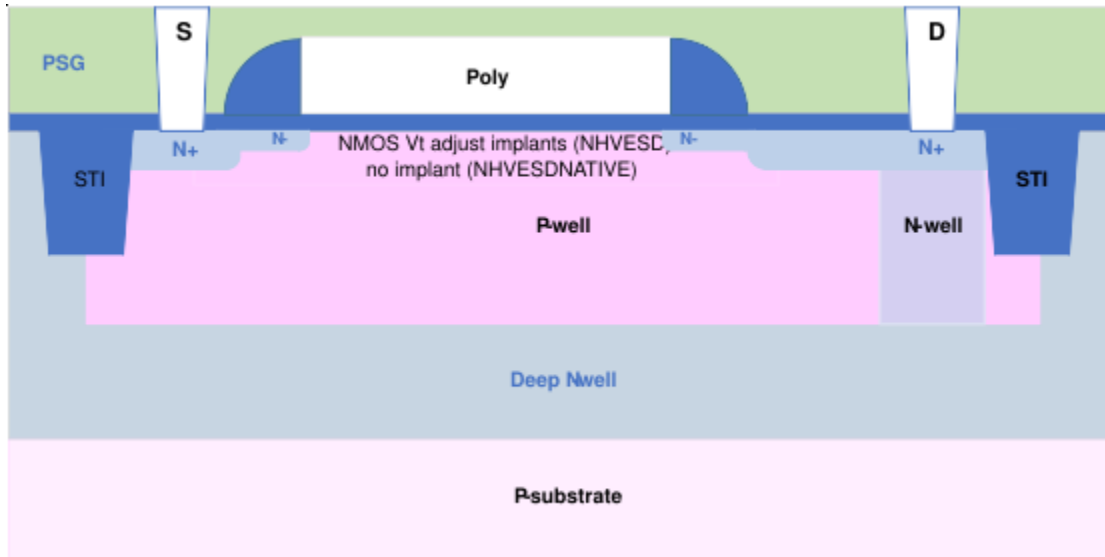 S
D
PSG
Poly
N+
N-
NMOS Vt adjust implants (NHVESD,
N-
N+
no implant (NHVESDNATIVE)
STI
STI
P-well
N-well
Deep Nwell
P-substrate